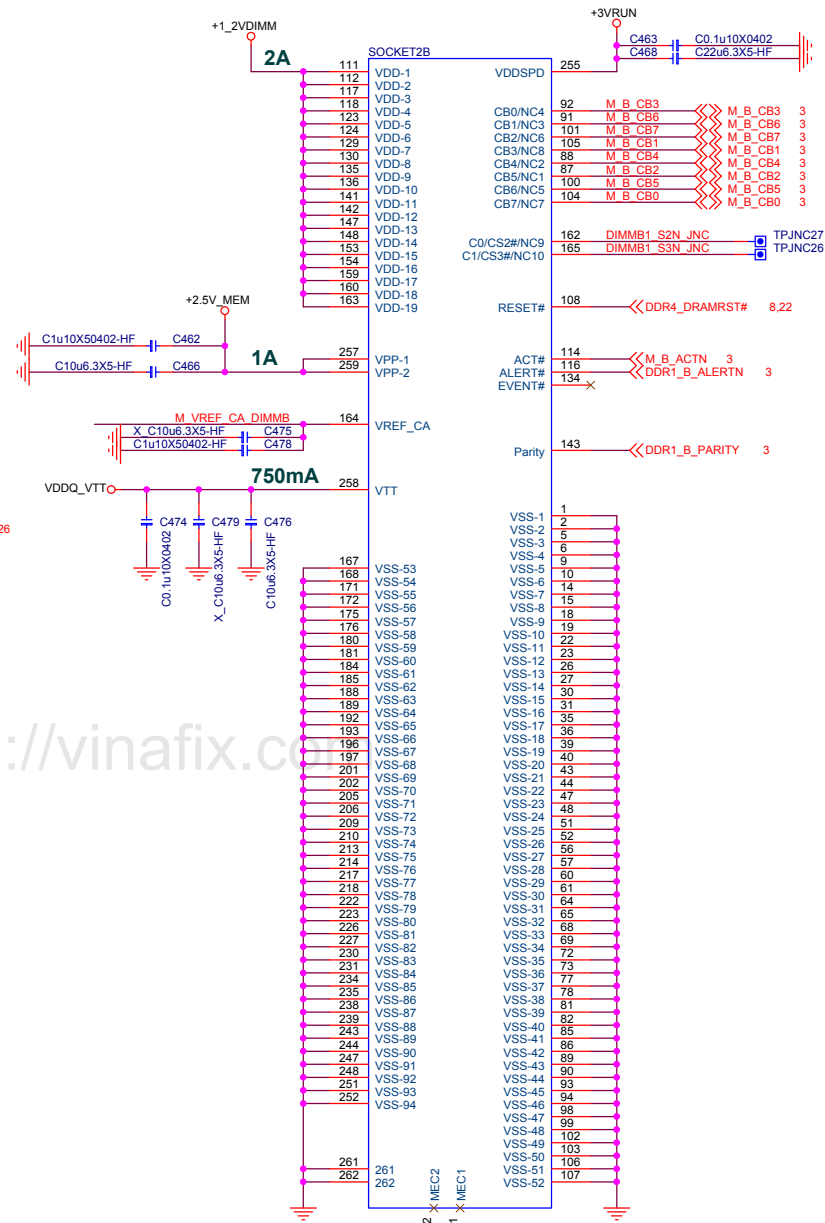 +1_2VDIMM
2A
SOCKET2B
+3VRUN
C463 C0.1u10X0402
C468 C22u6.3X5-HF
111 VDD-1
112 VDD-2
117 VDD-3
118 VDD-4
123 VDD-5
124 VDD-6
129 VDD-7
130 VDD-8
135 VDD-9
136 VDD-10
141 VDD-11
142 VDD-12
147 VDD-13
148 VDD-14
153 VDD-15
154 VDD-16
159 VDD-17
160 VDD-18
163 VDD-19
VDDSPD 255
CB0/NC4 92 M_B_CB3 M_B_CB3 3
CB1/NC3 91 M_B_CB6 M_B_CB6 3
CB2/NC6 101 M_B_CB7 M_B_CB7 3
CB3/NC8 105 M_B_CB1 M_B_CB1 3
CB4/NC2 88 M_B_CB4 M_B_CB4 3
CB5/NC1 87 M_B_CB2 M_B_CB2 3
CB6/NC5 100 M_B_CB5 M_B_CB5 3
CB7/NC7 104 M_B_CB0 M_B_CB0 3
C0/CS2#/NC9 162 DIMMB1_S2N_JNC TPJNC27
C1/CS3#/NC10 165 DIMMB1_S3N_JNC TPJNC26
RESET# 108 DDR4_DRAMRST# 8,22
+2.5V_MEM
C1u10X50402-HF C462
C10u6.3X5-HF C466
1A
257 VPP-1
259 VPP-2
ACT# 114 M_B_ACTN 3
ALERT# 116 DDR1_B_ALERTN 3
EVENT# 134
M_VREF_CA_DIMMB 164 VREF_CA
X_C10u6.3X5-HF C475
C1u10X50402-HF C478
Parity 143 DDR1_B_PARITY 3
VDDQ_VTT
750mA
258 VTT
C474 C479 C476
C0.1u10X0402
X_C10u6.3X5-HF
C10u6.3X5-HF
26
VSS-1 1
VSS-2 2
VSS-3 5
VSS-4 6
VSS-5 9
VSS-6 10
VSS-7 14
VSS-8 15
VSS-9 18
VSS-10 19
VSS-11 22
VSS-12 23
VSS-13 26
VSS-14 27
VSS-15 30
VSS-16 31
VSS-17 35
VSS-18 36
VSS-19 39
VSS-20 40
VSS-21 43
VSS-22 44
VSS-23 47
VSS-24 48
VSS-25 51
VSS-26 52
VSS-27 56
VSS-28 57
VSS-29 60
VSS-30 61
VSS-31 64
VSS-32 65
VSS-33 68
VSS-34 69
VSS-35 72
VSS-36 73
VSS-37 77
VSS-38 78
VSS-39 81
VSS-40 82
VSS-41 85
VSS-42 86
VSS-43 89
VSS-44 90
VSS-45 93
VSS-46 94
VSS-47 98
VSS-48 99
VSS-49 102
VSS-50 103
VSS-51 106
VSS-52 107
167 VSS-53
168 VSS-54
171 VSS-55
172 VSS-56
175 VSS-57
176 VSS-58
180 VSS-59
181 VSS-60
184 VSS-61
185 VSS-62
188 VSS-63
189 VSS-64
192 VSS-65
193 VSS-66
196 VSS-67
197 VSS-68
201 VSS-69
202 VSS-70
205 VSS-71
206 VSS-72
209 VSS-73
210 VSS-74
213 VSS-75
214 VSS-76
217 VSS-77
218 VSS-78
222 VSS-79
223 VSS-80
226 VSS-81
227 VSS-82
230 VSS-83
231 VSS-84
234 VSS-85
235 VSS-86
238 VSS-87
239 VSS-88
243 VSS-89
244 VSS-90
247 VSS-91
248 VSS-92
251 VSS-93
252 VSS-94
261 261
262 262
MEC2 2
MEC1 1
://vinafix.com